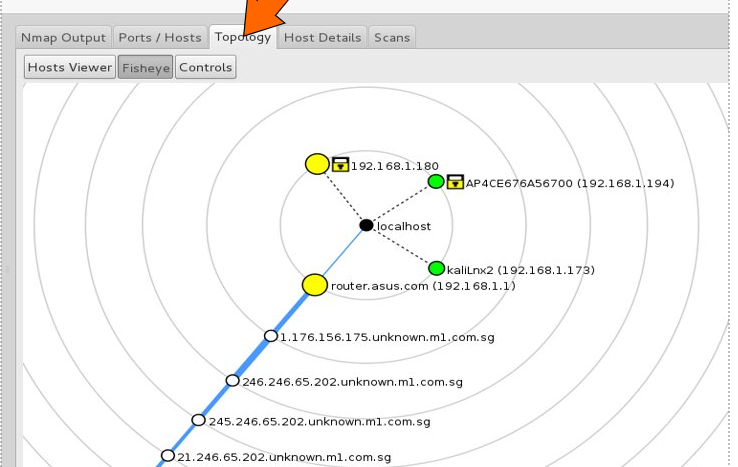 Nmap Output Ports / Hosts Topology Host Details Scans
Hosts Viewer Fisheye Controls
192.168.1.180
AP4CE676A56700 (192.168.1.194)
localhost
kaliLnx2 (192.168.1.173)
router.asus.com (192.168.1.1)
1.176.156.175.unknown.m1.com.sg
246.246.65.202.unknown.m1.com.sg
245.246.65.202.unknown.m1.com.sg
21.246.65.202.unknown.m1.com.sg